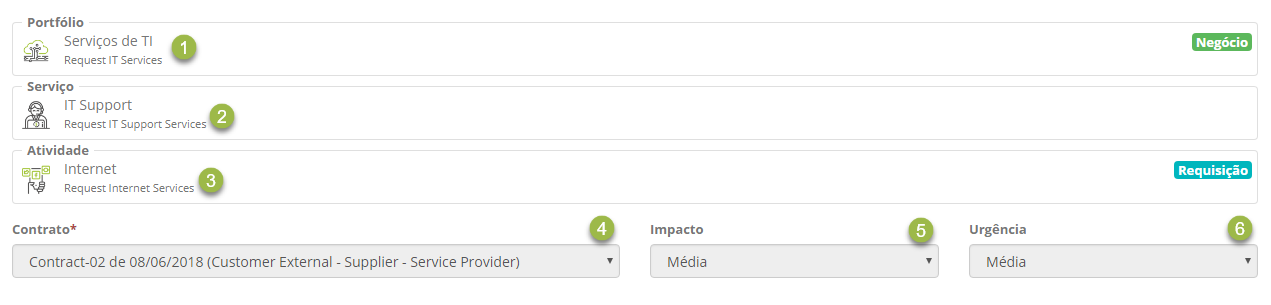 Portfólio
Serviços de TI
Request IT Services
1
Negócio
Serviço
IT Support
Request IT Support Services
2
Atividade
Internet
Request Internet Services
3
Requisição
Contrato*
4
Impacto
5
Urgência
6
Contract-02 de 08/06/2018 (Customer External - Supplier - Service Provider)
Média
Média